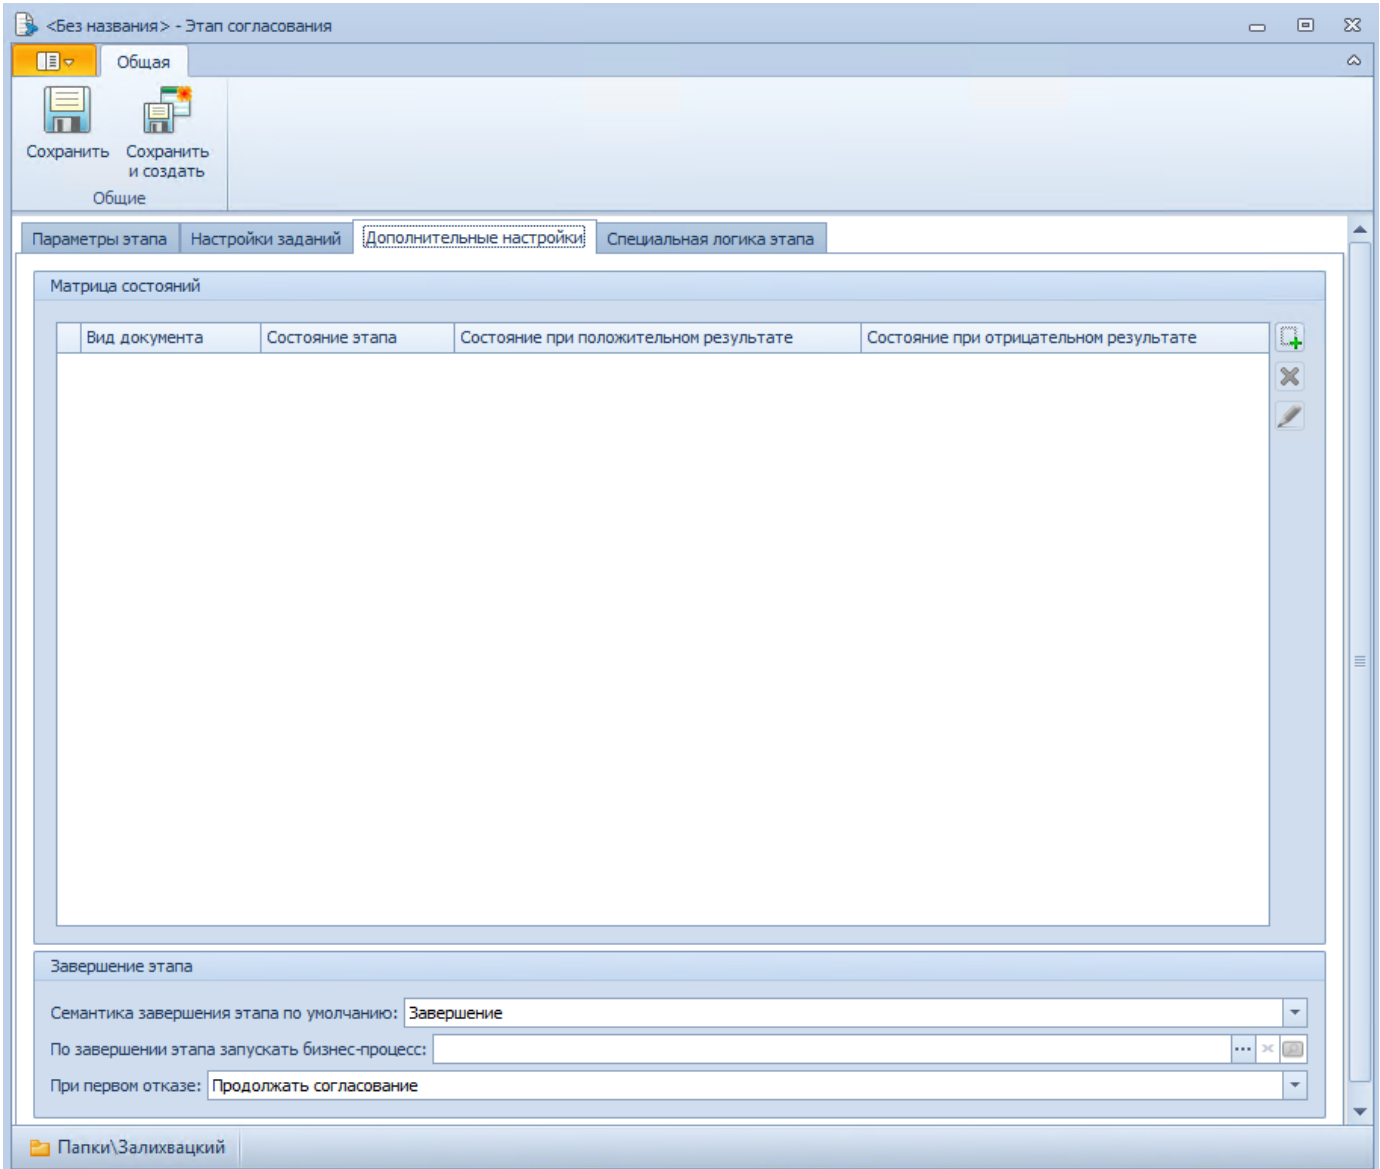 <Без названия> - Этап согласования
Общая
Сохранить
Сохранить
и создать
Общие
Параметры этапа
Настройки заданий
Дополнительные настройки
Специальная логика этапа
Матрица состояний
Вид документа
Состояние этапа
Состояние при положительном результате
Состояние при отрицательном результате
Завершение этапа
Семантика завершения этапа по умолчанию: Завершение
По завершении этапа запускать бизнес-процесс:
При первом отказе: Продолжать согласование
Папки\Залихвацкий